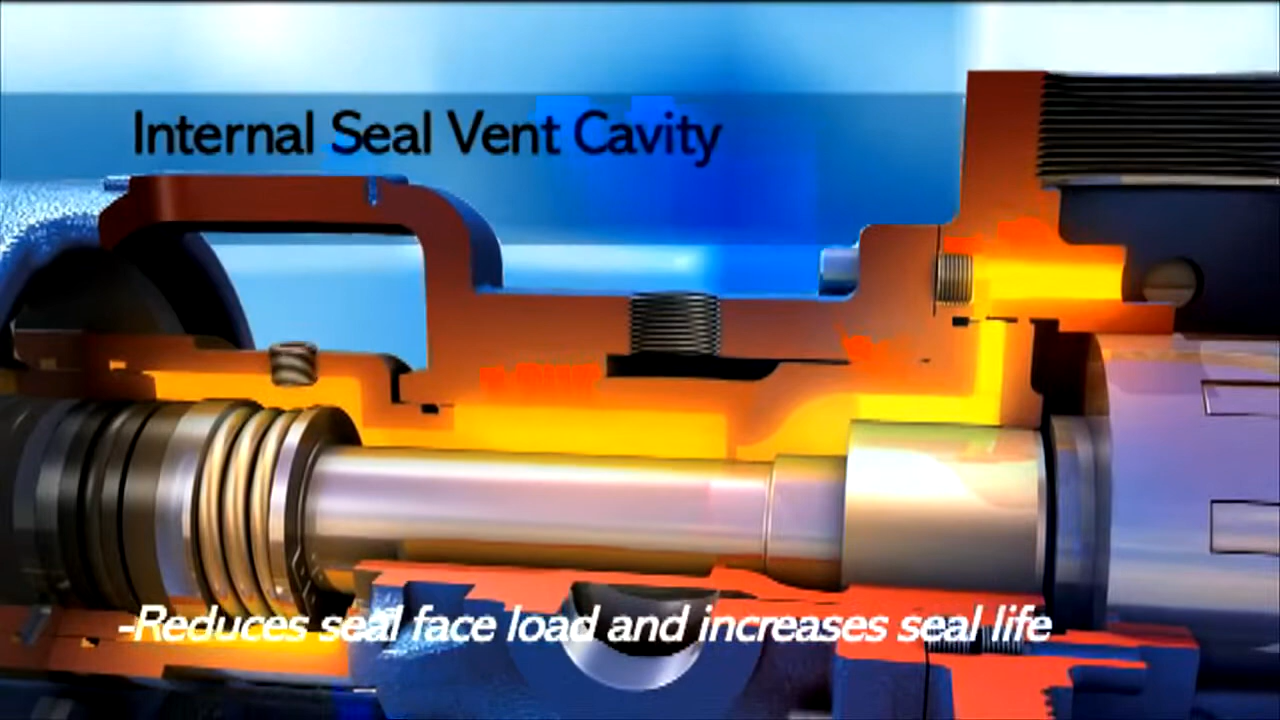 Internal Seal Vent Cavity
-Reduces seal face load and increases seal life